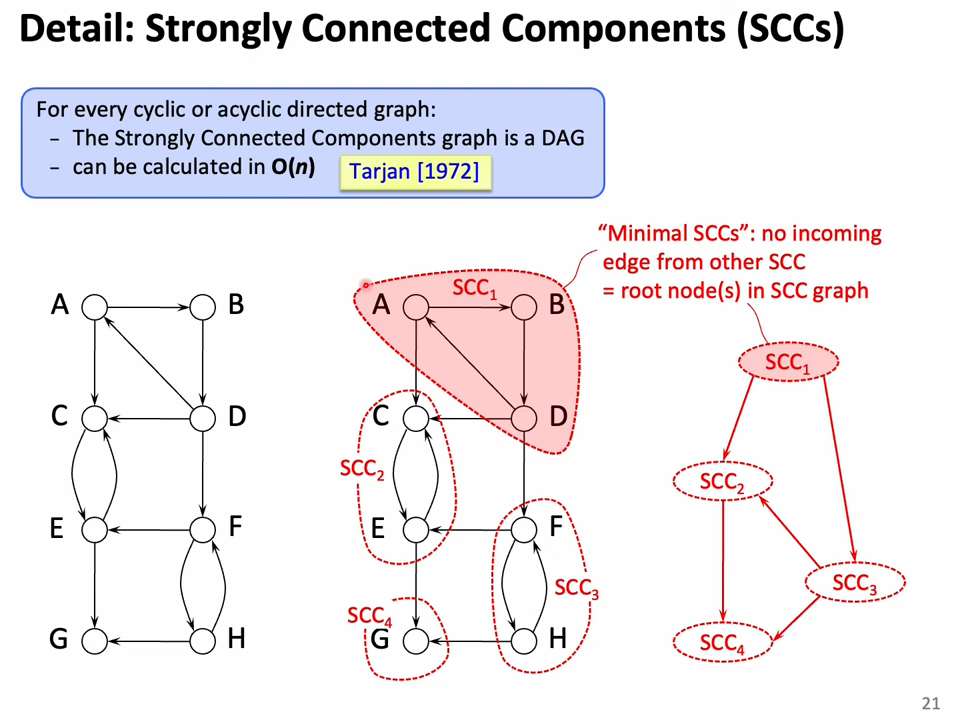 Detail: Strongly Connected Components (SCCs)
For every cyclic or acyclic directed graph:
– The Strongly Connected Components graph is a DAG
– can be calculated in O(n)
Tarjan [1972]
“Minimal SCCs”: no incoming
edge from other SCC
= root node(s) in SCC graph
A
B
C
D
E
F
G
H
SCC1
A
B
C
D
SCC2
E
F
SCC3
SCC4
G
H
SCC1
SCC2
SCC3
SCC4
21